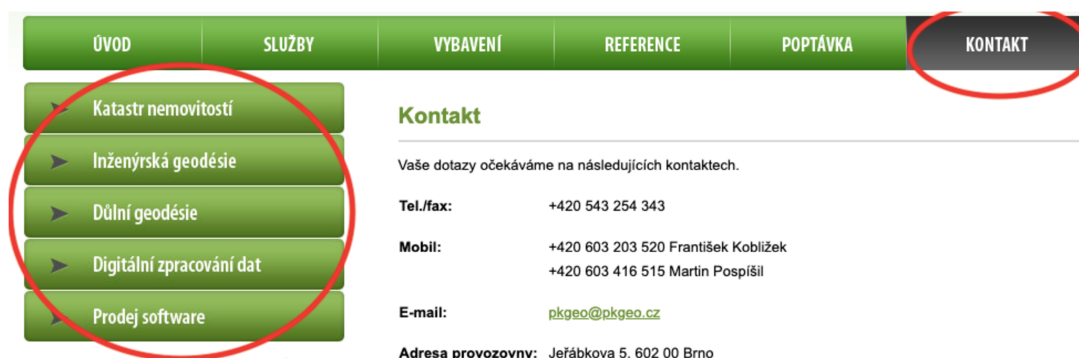 ÚVOD SLUŽBY VYBAVENÍ REFERENCE POPTÁVKA KONTAKT
Katastr nemovitostí
Inženýrská geodésie
Důlní geodésie
Digitální zpracování dat
Prodej software
Kontakt
Vaše dotazy očekáváme na následujících kontaktech.
Tel./fax: +420 543 254 343
Mobil: +420 603 203 520 František Kobližek
+420 603 416 515 Martin Pospíšil
E-mail: pkgeo@pkgeo.cz
Adresa provozovny: Jeřábkova 5, 602 00 Brno